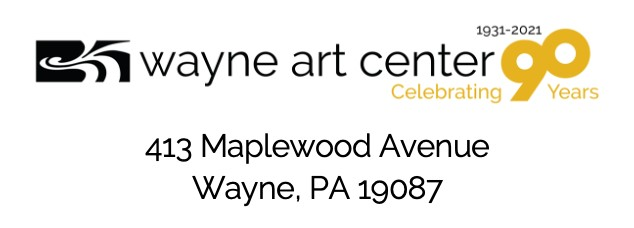 1931-2021
wayne art center 90
Celebrating Years
413 Maplewood Avenue
Wayne, PA 19087